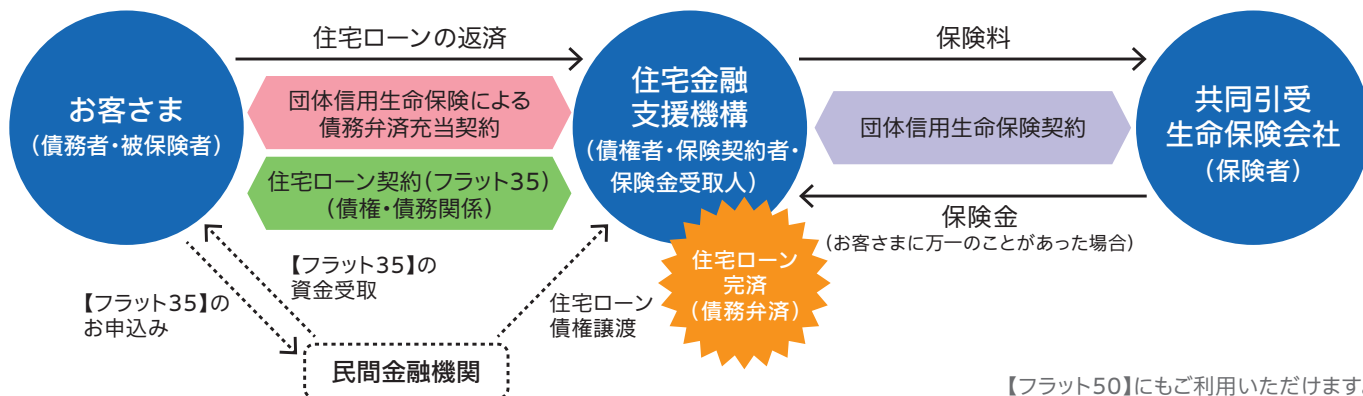 住宅ローンの返済
保険料
お客さま
(債務者・被保険者)
団体信用生命保険による
債務弁済充当契約
住宅ローン契約(フラット35)
(債権・債務関係)
住宅金融
支援機構
(債権者・保険契約者・
保険金受取人)
団体信用生命保険契約
共同引受
生命保険会社
(保険者)
保険金
(お客さまに万一のことがあった場合)
住宅ローン
完済
(債務弁済)
【フラット35】の
資金受取
【フラット35】の
お申込み
住宅ローン
債権譲渡
民間金融機関
【フラット50】にもご利用いただけます。